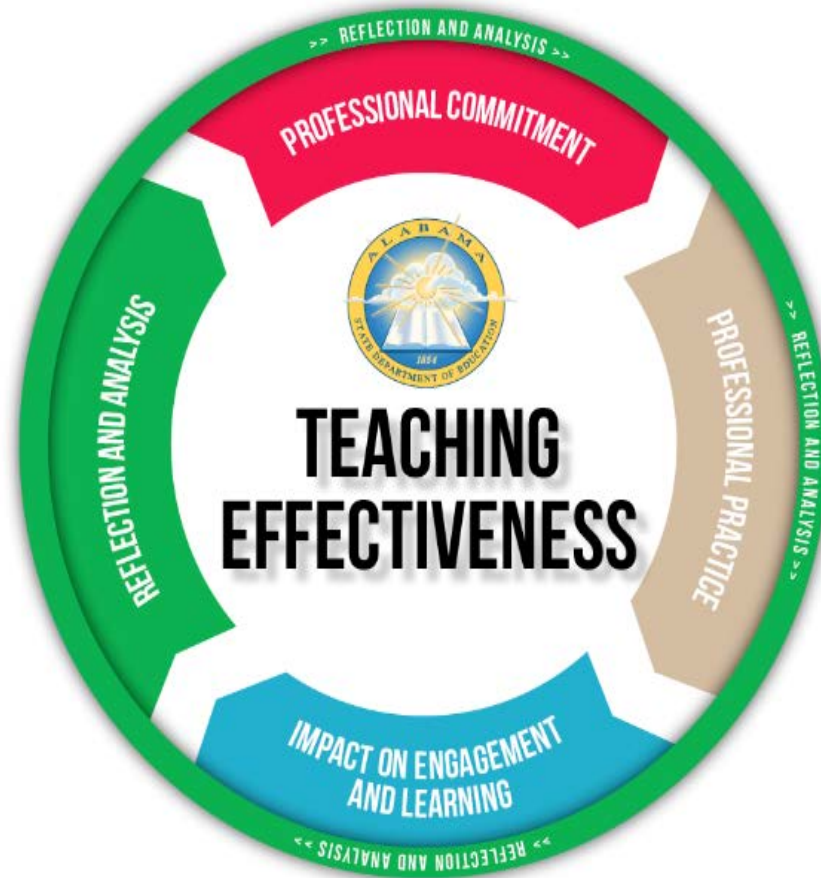 >> REFLECTION AND ANALYSIS >>
PROFESSIONAL COMMITMENT
>> REFLECTION AND ANALYSIS >>
PROFESSIONAL PRACTICE
REFLECTION AND ANALYSIS
ALABAMA
STATE DEPARTMENT OF EDUCATION
1854
TEACHING
EFFECTIVENESS
IMPACT ON ENGAGEMENT
AND LEARNING
>> REFLECTION AND ANALYSIS >>